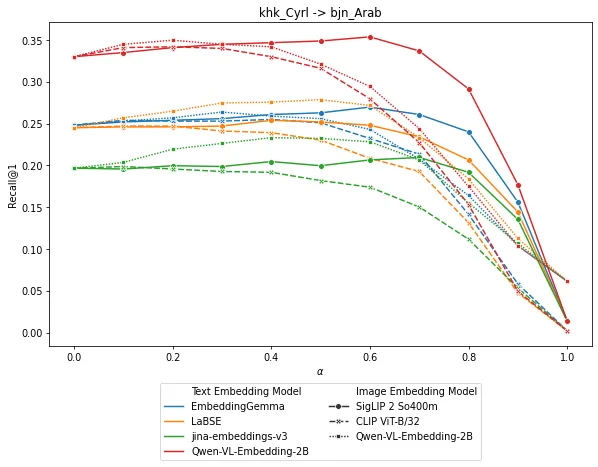 khk_Cyrl -> bjn_Arab
Recall@1
0.35
0.30
0.25
0.20
0.15
0.10
0.05
0.00
0.0 0.2 0.4 0.6 0.8 1.0
α
Text Embedding Model
EmbeddingGemma
LaBSE
jina-embeddings-v3
Qwen-VL-Embedding-2B
Image Embedding Model
SigLIP 2 So400m
CLIP ViT-B/32
Qwen-VL-Embedding-2B